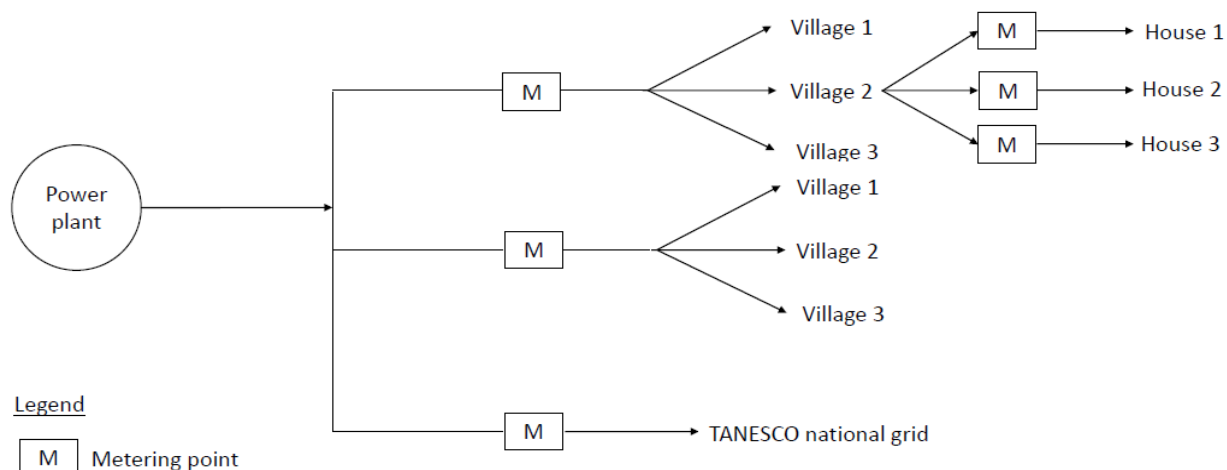 Village 1
M
House 1
M
Village 2
M
House 2
Village 3
M
House 3
Power
plant
Village 1
M
Village 2
Village 3
Legend
M
TANESCO national grid
M
Metering point